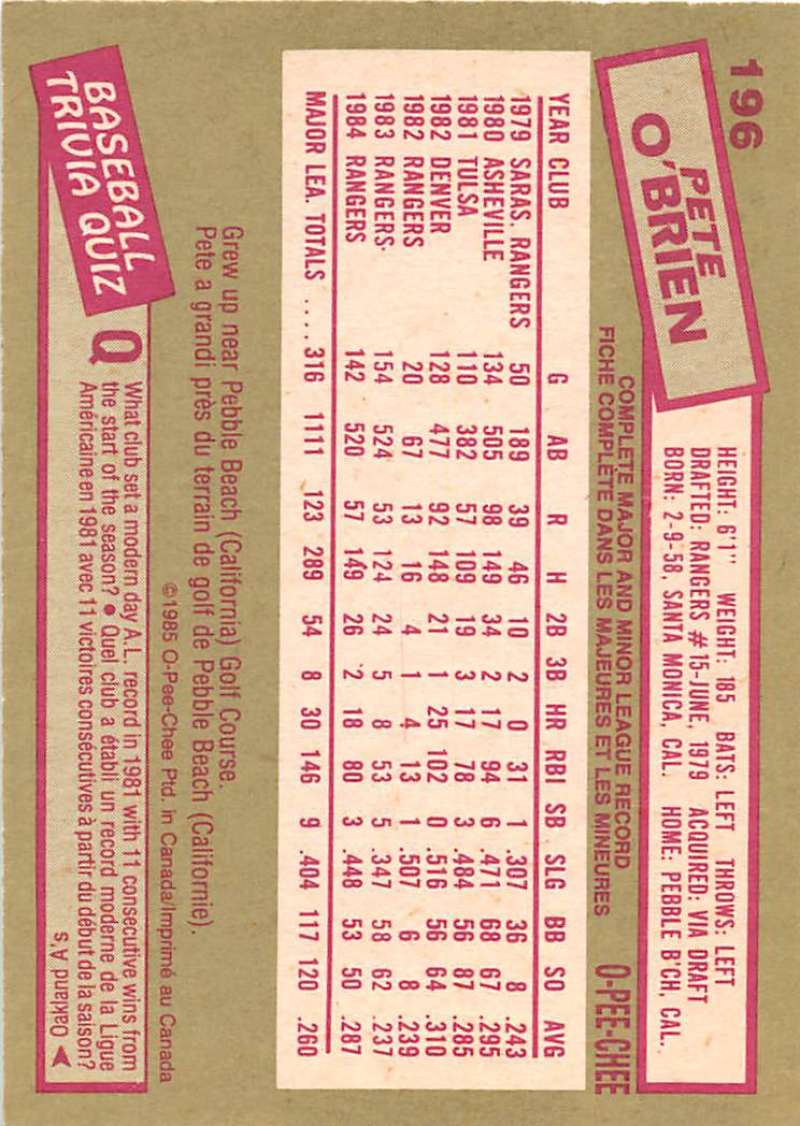 196
PETE
O'BRIEN
HEIGHT: 6'1" WEIGHT: 185 BATS: LEFT THROWS: LEFT
DRAFTED: RANGERS #15-JUNE, 1979 ACQUIRED: VIA DRAFT
BORN: 2-9-58, SANTA MONICA, CAL. HOME: PEBBLE B'CH, CAL.
COMPLETE MAJOR AND MINOR LEAGUE RECORD
FICHE COMPLÈTE DANS LES MAJEURES ET LES MINEURES
O-PEE-CHEE
YEAR CLUB G AB R H 2B 3B HR RBI SB SLG BB SO AVG
1979 SARAS. RANGERS 50 189 39 46 10 2 0 31 1 .307 36 8 .243
1980 ASHEVILLE 134 505 98 149 34 2 17 94 6 .471 68 67 .295
1981 TULSA 110 382 57 109 19 3 17 78 3 .484 56 87 .285
1982 DENVER 128 477 92 148 21 1 25 102 0 .516 56 64 .310
1982 RANGERS 20 67 13 16 4 1 4 13 1 .507 6 8 .239
1983 RANGERS 154 524 53 124 24 5 8 53 5 .347 58 62 .237
1984 RANGERS 142 520 57 149 26 2 18 80 3 .448 53 50 .287
MAJOR LEA. TOTALS .... 316 1111 123 289 54 8 30 146 9 .404 117 120 .260
Grew up near Pebble Beach (California) Golf Course.
Pete a grandi près du terrain de golf de Pebble Beach (Californie).
©1985 O-Pee-Chee Ptd. in Canada/Imprimé au Canada
BASEBALL
TRIVIA QUIZ
Q
What club set a modern day A.L. record in 1981 with 11 consecutive wins from
the start of the season? ● Quel club a établi un record moderne de la Ligue
Américaine en 1981 avec 11 victoires consécutives à partir du début de la saison?
Oakland A's